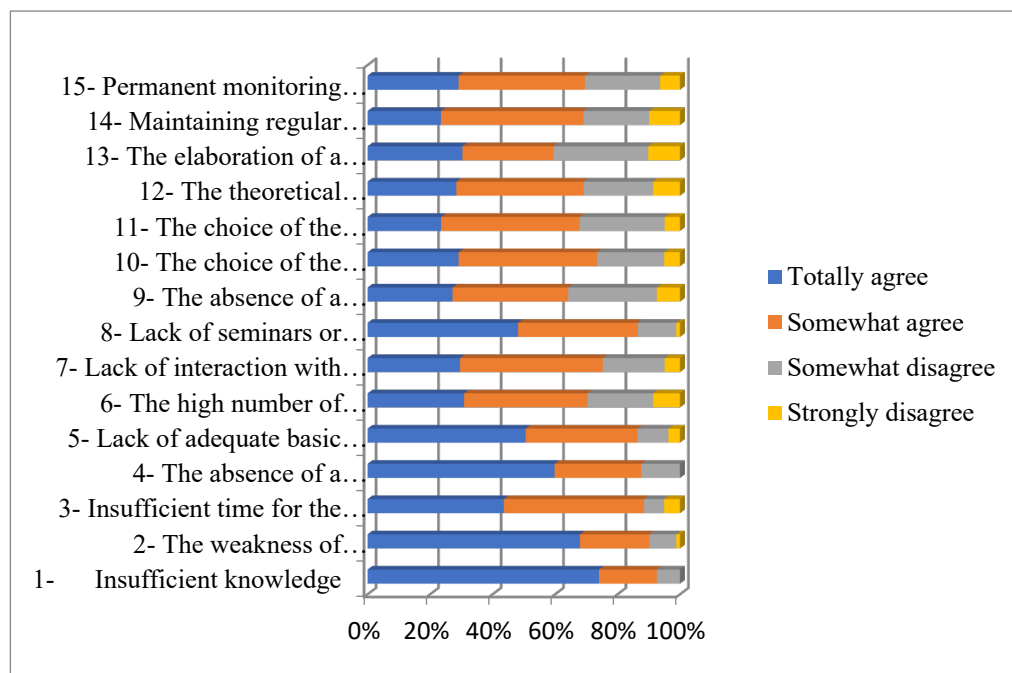 15- Permanent monitoring…
14- Maintaining regular…
13- The elaboration of a…
12- The theoretical…
11- The choice of the…
10- The choice of the…
9- The absence of a…
8- Lack of seminars or…
7- Lack of interaction with…
6- The high number of…
5- Lack of adequate basic…
4- The absence of a…
3- Insufficient time for the…
2- The weakness of…
1- Insufficient knowledge
0% 20% 40% 60% 80% 100%
Totally agree
Somewhat agree
Somewhat disagree
Strongly disagree